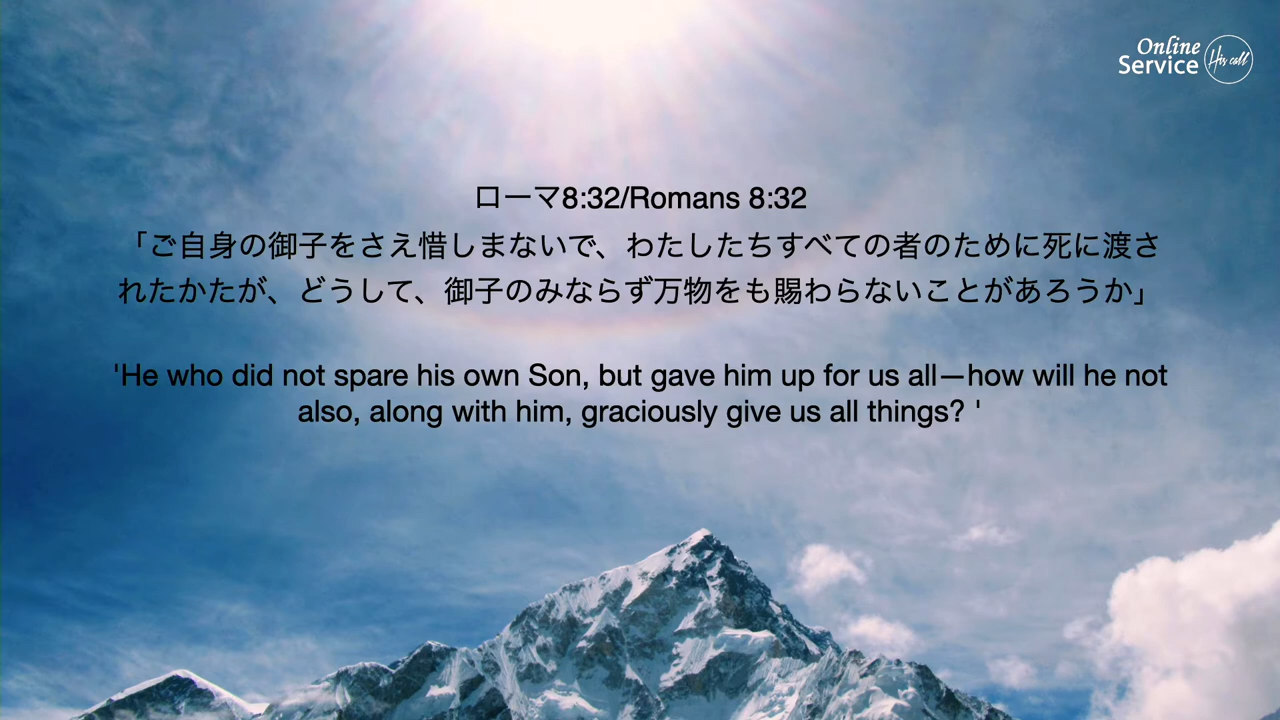 Online
Service
His call
ローマ8:32/Romans 8:32
「ご自身の御子をさえ惜しまないで、わたしたちすべての者のために死に渡さ
れたかたが、どうして、御子のみならず万物をも賜わらないことがあろうか」
'He who did not spare his own Son, but gave him up for us all—how will he not
also, along with him, graciously give us all things? '